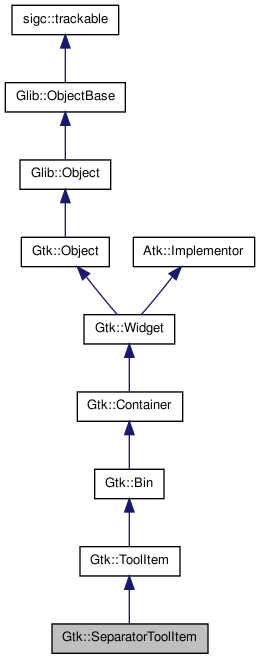 sigc::trackable
Glib::ObjectBase
Glib::Object
Gtk::Object
Atk::Implementor
Gtk::Widget
Gtk::Container
Gtk::Bin
Gtk::ToolItem
Gtk::SeparatorToolItem